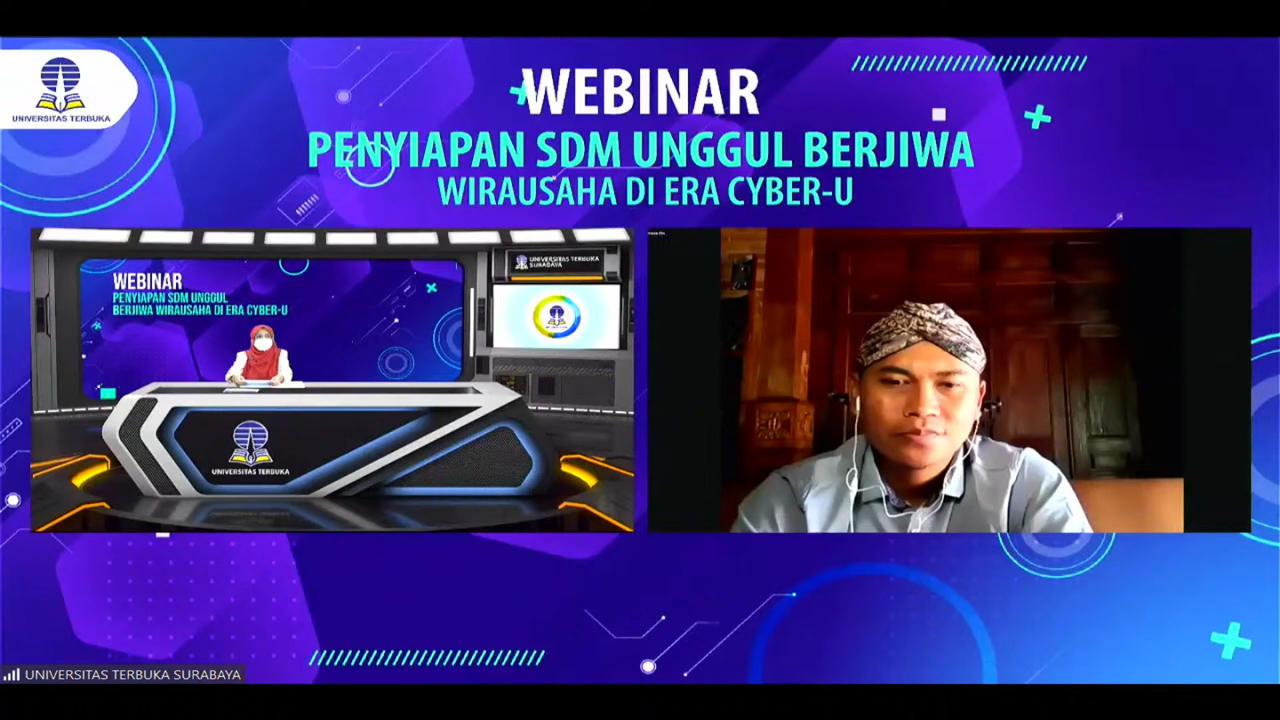 UNIVERSITAS TERBUKA
WEBINAR
PENYIAPAN SDM UNGGUL BERJIWA
WIRAUSAHA DI ERA CYBER-U
WEBINAR
PENYIAPAN SDM UNGGUL
BERJIWA WIRAUSAHA DI ERA CYBER-U
UNIVERSITAS TERBUKA
SURABAYA
UNIVERSITAS TERBUKA
UNIVERSITAS TERBUKA SURABAYA